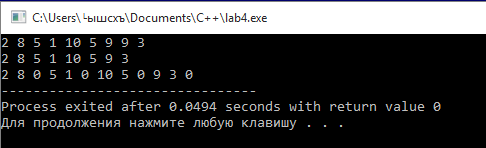 C:\Users\╘ышсхъ\Documents\C++\lab4.exe
2 8 5 1 10 5 9 9 3
2 8 5 1 10 5 9 3
2 8 0 5 1 0 10 5 0 9 3 0
--------------------------------
Process exited after 0.0494 seconds with return value 0
Для продолжения нажмите любую клавишу . . .